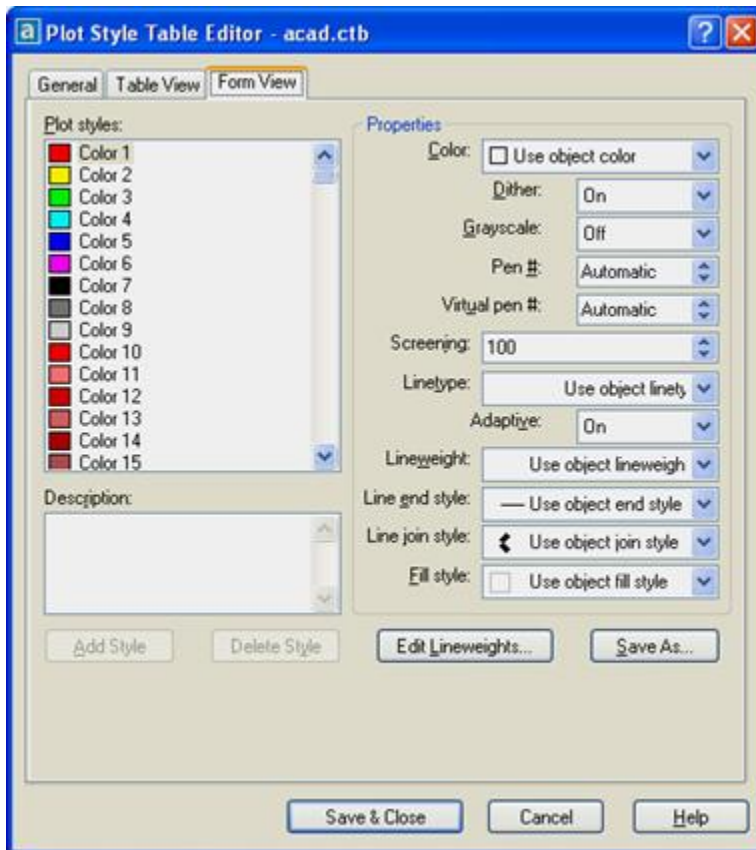 Plot Style Table Editor - acad.ctb
General Table View Form View
Plot styles:
Color 1
Color 2
Color 3
Color 4
Color 5
Color 6
Color 7
Color 8
Color 9
Color 10
Color 11
Color 12
Color 13
Color 14
Color 15
Description:
Add Style Delete Style
Properties
Color: Use object color
Dither: On
Grayscale: Off
Pen #: Automatic
Virtual pen #: Automatic
Screening: 100
Linetype: Use object linety
Adaptive: On
Lineweight: Use object lineweigh
Line end style: Use object end style
Line join style: Use object join style
Fill style: Use object fill style
Edit Lineweights... Save As...
Save & Close Cancel Help